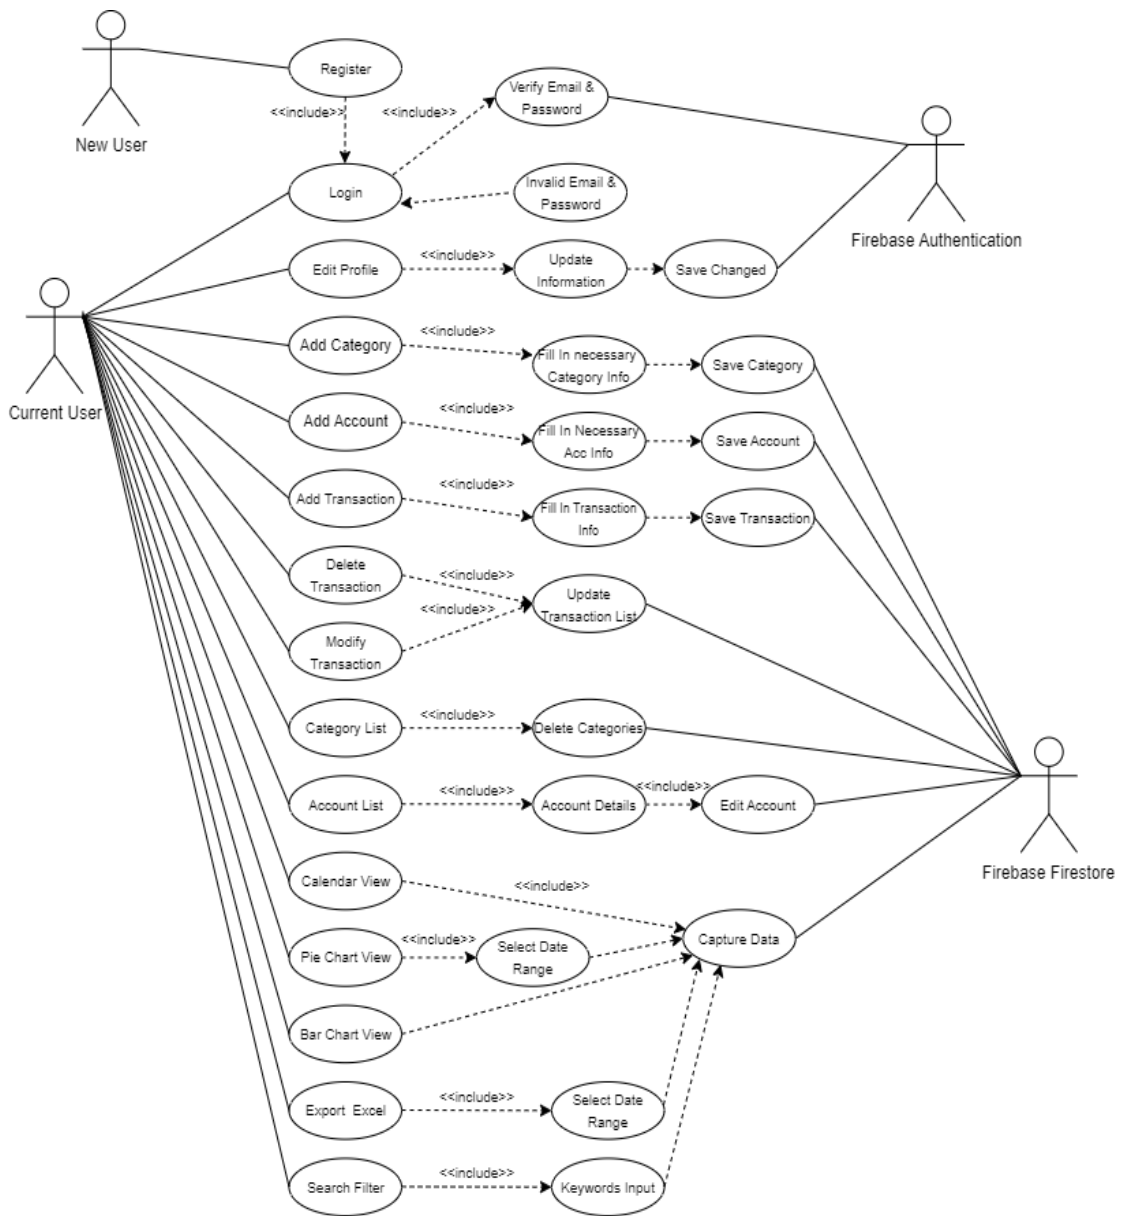 Register
<<include>>
<<include>>
Verify Email &
Password
New User
Login
Invalid Email &
Password
Firebase Authentication
Edit Profile
<<include>>
Update
Information
Save Changed
Current User
Add Category
<<include>>
Fill In necessary
Category Info
Save Category
Add Account
<<include>>
Fill In Necessary
Acc Info
Save Account
Add Transaction
<<include>>
Fill In Transaction
Info
Save Transaction
Delete
Transaction
<<include>>
Update
Transaction List
<<include>>
Modify
Transaction
Category List
<<include>>
Delete Categories
Account List
<<include>>
Account Details
<<include>>
Edit Account
Firebase Firestore
Calendar View
<<include>>
Capture Data
Pie Chart View
<<include>>
Select Date
Range
Bar Chart View
Export Excel
<<include>>
Select Date
Range
Search Filter
<<include>>
Keywords Input